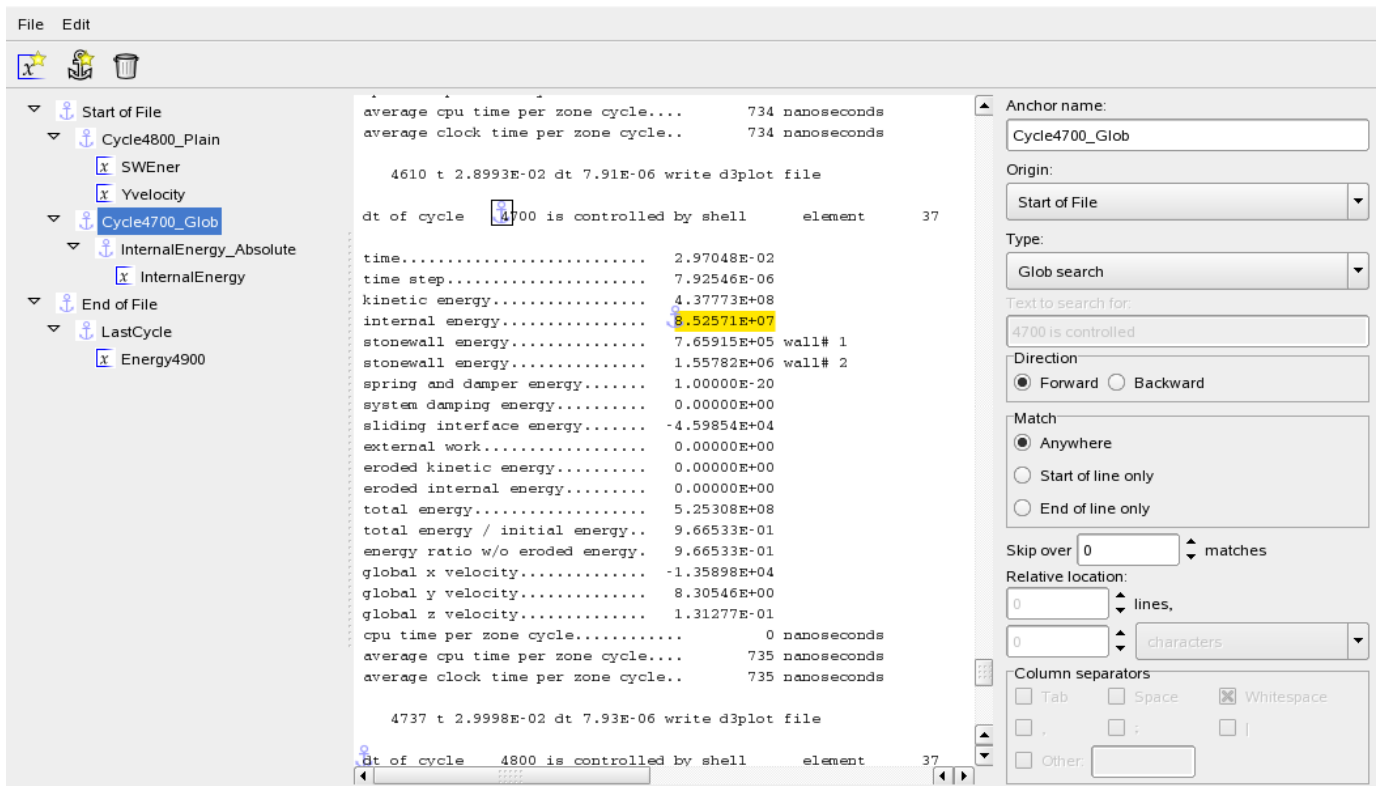 File Edit
Start of File
Cycle4800_Plain
x SWEner
x Yvelocity
Cycle4700_Glob
InternalEnergy_Absolute
x InternalEnergy
End of File
LastCycle
x Energy4900
average cpu time per zone cycle.... 734 nanoseconds
average clock time per zone cycle.. 734 nanoseconds
4610 t 2.8993E-02 dt 7.91E-06 write d3plot file
dt of cycle 4700 is controlled by shell element 37
time.......................... 2.97048E-02
time step..................... 7.92546E-06
kinetic energy................ 4.37773E+08
internal energy............... 8.52571E+07
stonewall energy.............. 7.65915E+05 wall# 1
stonewall energy.............. 1.55782E+06 wall# 2
spring and damper energy...... 1.00000E-20
system damping energy......... 0.00000E+00
sliding interface energy...... -4.59854E+04
external work................. 0.00000E+00
eroded kinetic energy......... 0.00000E+00
eroded internal energy........ 0.00000E+00
total energy.................. 5.25308E+08
total energy / initial energy.. 9.66533E-01
energy ratio w/o eroded energy. 9.66533E-01
global x velocity............. -1.35898E+04
global y velocity............. 8.30546E+00
global z velocity............. 1.31277E-01
cpu time per zone cycle............ 0 nanoseconds
average cpu time per zone cycle.... 735 nanoseconds
average clock time per zone cycle.. 735 nanoseconds
4737 t 2.9998E-02 dt 7.93E-06 write d3plot file
dt of cycle 4800 is controlled by shell element 37
Anchor name:
Cycle4700_Glob
Origin:
Start of File
Type:
Glob search
Text to search for:
4700 is controlled
Direction
Forward Backward
Match
Anywhere
Start of line only
End of line only
Skip over 0 matches
Relative location:
0 lines,
0 characters
Column separators
Tab Space Whitespace
, ; |
Other: